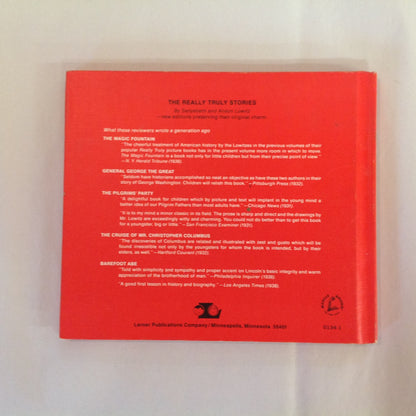 THE REALLY TRULY STORIES
By Sadyebeth and Anson Lowitz
—new editions preserving their original charm
What these reviewers wrote a generation ago
THE MAGIC FOUNTAIN
"The cheerful treatment of American history by the Lowitzes in the previous volumes of their
popular Really Truly picture books has in the present volume more room in which to move.
The Magic Fountain is a book not only for little children but from their precise point of view."
—N. Y. Herald Tribune (1936)
GENERAL GEORGE THE GREAT
"Seldom have historians accomplished so neat an objective as have these two authors in their
story of George Washington. Children will relish this book." —Pittsburgh Press (1932)
THE PILGRIMS' PARTY
"A delightful book for children which by picture and text will implant in the young mind a
better idea of our Pilgrim Fathers than most adults have." —Chicago News (1931)
"It is to my mind a minor classic in its field. The prose is sharp and direct and the drawings by
Mr. Lowitz are exceedingly witty and charming. You could not do better than to get this book
for a youngster, big or little." —San Francisco Examiner (1931)
THE CRUISE OF MR. CHRISTOPHER COLUMBUS
"The discoveries of Columbus are related and illustrated with zest and gusto which will be
found irresistible not only by the youngsters for whom the book is intended, but by their
elders, as well." —Hartford Courant (1932)
BAREFOOT ABE
"Told with simplicity and sympathy and proper accent on Lincoln's basic integrity and warm
appreciation of the brotherhood of man." —Philadelphia Inquirer (1938)
"A good first lesson in history and biography." —Los Angeles Times (1938)
Lerner Publications Company/Minneapolis, Minnesota 55401
0134-1